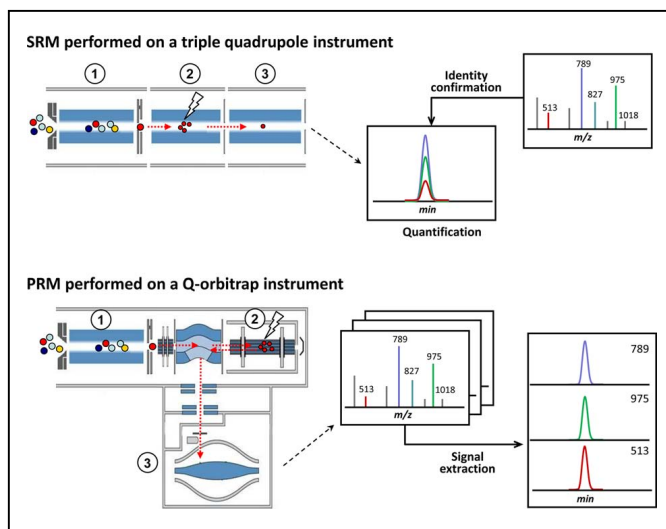 SRM performed on a triple quadrupole instrument
1
2
3
Identity
confirmation
789
975
827
513
1018
m/z
min
Quantification
PRM performed on a Q-orbitrap instrument
1
2
3
789
975
827
513
1018
m/z
Signal
extraction
789
975
513
min